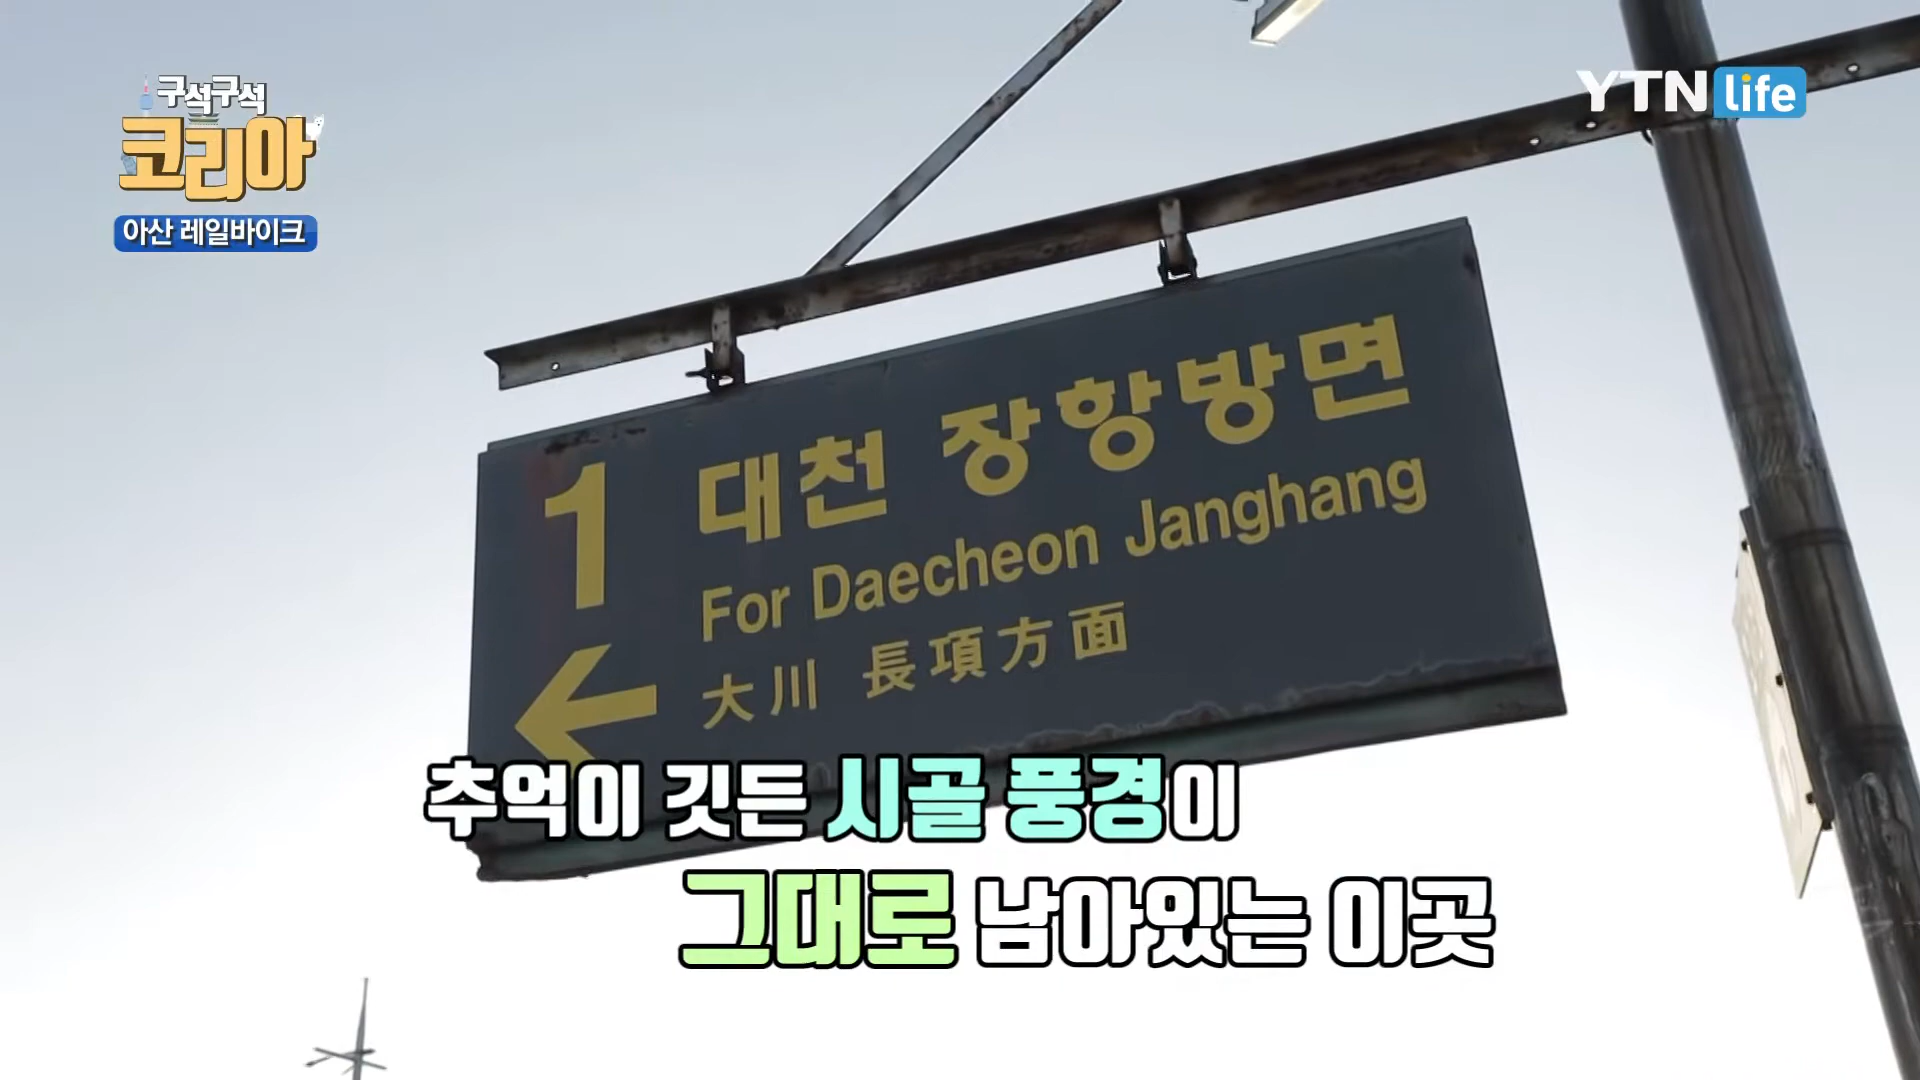 구석구석
코리아
아산 레일바이크
YTN life
1 대천 장항방면
For Daecheon Janghang
大川 長項方面
추억이 깃든 시골 풍경이
그대로 남아있는 이곳